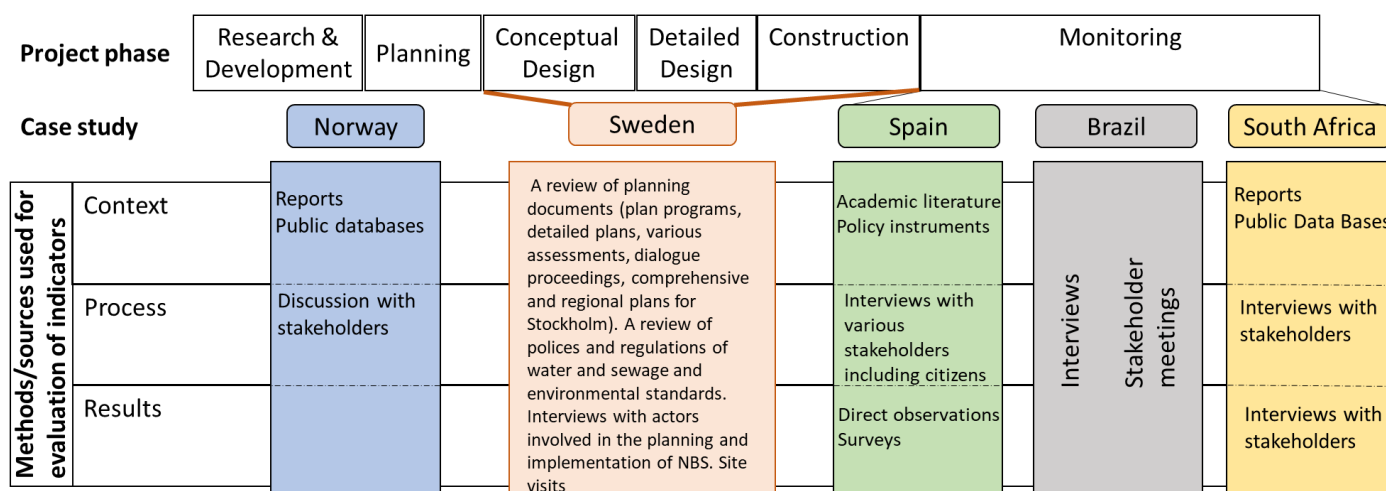 Project phase
Research &
Development
Planning
Conceptual
Design
Detailed
Design
Construction
Monitoring
Case study
Norway
Sweden
Spain
Brazil
South Africa
Methods/sources used for
evaluation of indicators
Context
Process
Results
Reports
Public databases
Discussion with
stakeholders
A review of planning
documents (plan programs,
detailed plans, various
assessments, dialogue
proceedings, comprehensive
and regional plans for
Stockholm). A review of
polices and regulations of
water and sewage and
environmental standards.
Interviews with actors
involved in the planning and
implementation of NBS. Site
visits
Academic literature
Policy instruments
Interviews with
various
stakeholders
including citizens
Direct observations
Surveys
Interviews
Stakeholder
meetings
Reports
Public Data Bases
Interviews with
stakeholders
Interviews with
stakeholders